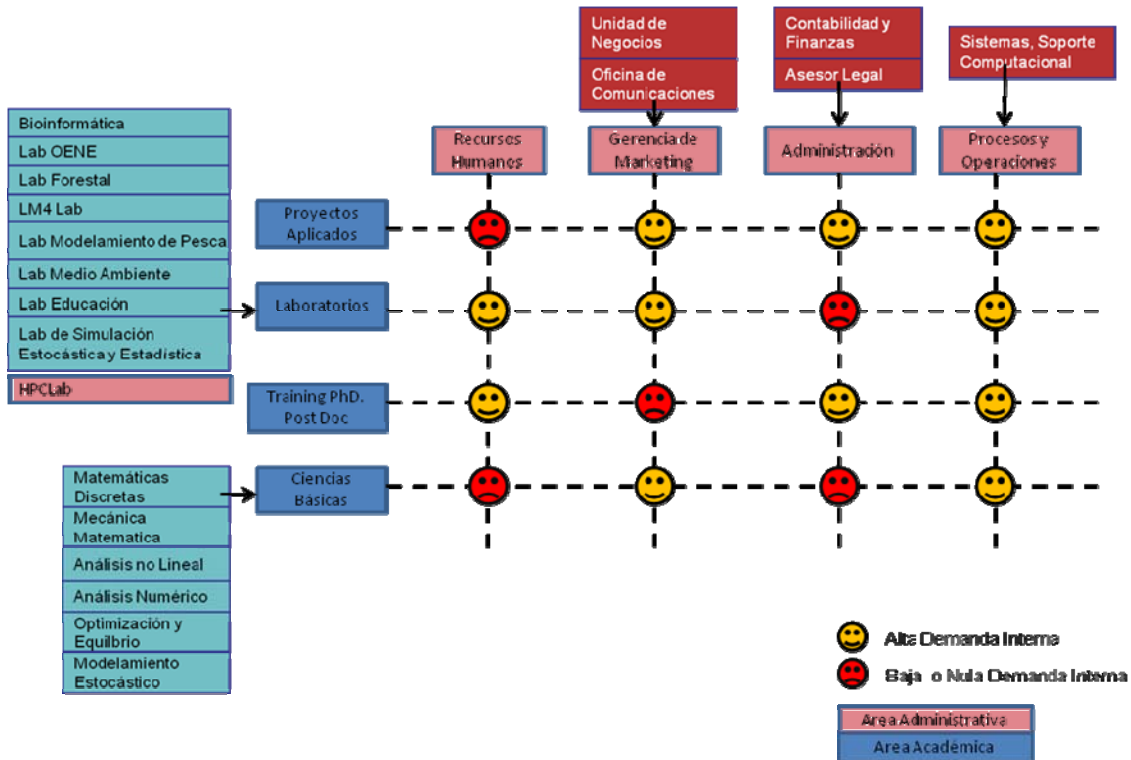 Unidad de
Negocios
Oficina de
Comunicaciones
Contabilidad y
Finanzas
Asesor Legal
Sistemas, Soporte
Computacional
Recursos
Humanos
Gerencia de
Marketing
Administración
Procesos y
Operaciones
Bioinformática
Lab OENE
Lab Forestal
LM4 Lab
Lab Modelamiento de Pesca
Lab Medio Ambiente
Lab Educación
Lab de Simulación
Estocástica y Estadística
HPCLab
Proyectos
Aplicados
Laboratorios
Training PhD.
Post Doc
Ciencias
Básicas
Matemáticas
Discretas
Mecánica
Matematica
Análisis no Lineal
Análisis Numérico
Optimización y
Equilbrio
Modelamiento
Estocástico
Alta Demanda Interna
Baja o Nula Demanda Interna
Area Administrativa
Area Académica